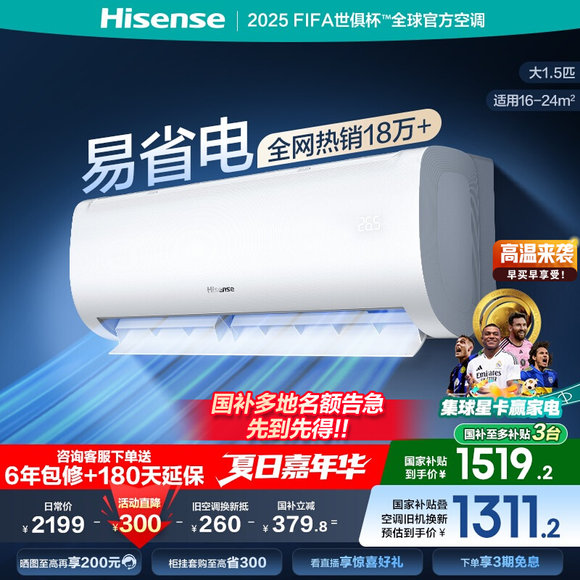 Hisense 2025 FIFA世俱杯™全球官方空调
大1.5匹
适用16-24m²
易省电
全网热销18万+
26.5
Hisense
高温来袭
早买早享受!
集球星卡赢家电
国补多地名额告急
先到先得!!
国补至多补贴3台
咨询客服下单送
6年包修+180天延保
夏日嘉年华
国家补贴
到手价 ¥1519.2
日常价
¥2199
活动直降
¥300
旧空调换新抵
¥260
国补立减
¥379.8=
国家补贴叠
空调旧机换新
预估到手价 ¥1311.2
晒图至高再享200元
柜挂套购至高省300
看直播享惊喜好礼
下单享3期免息